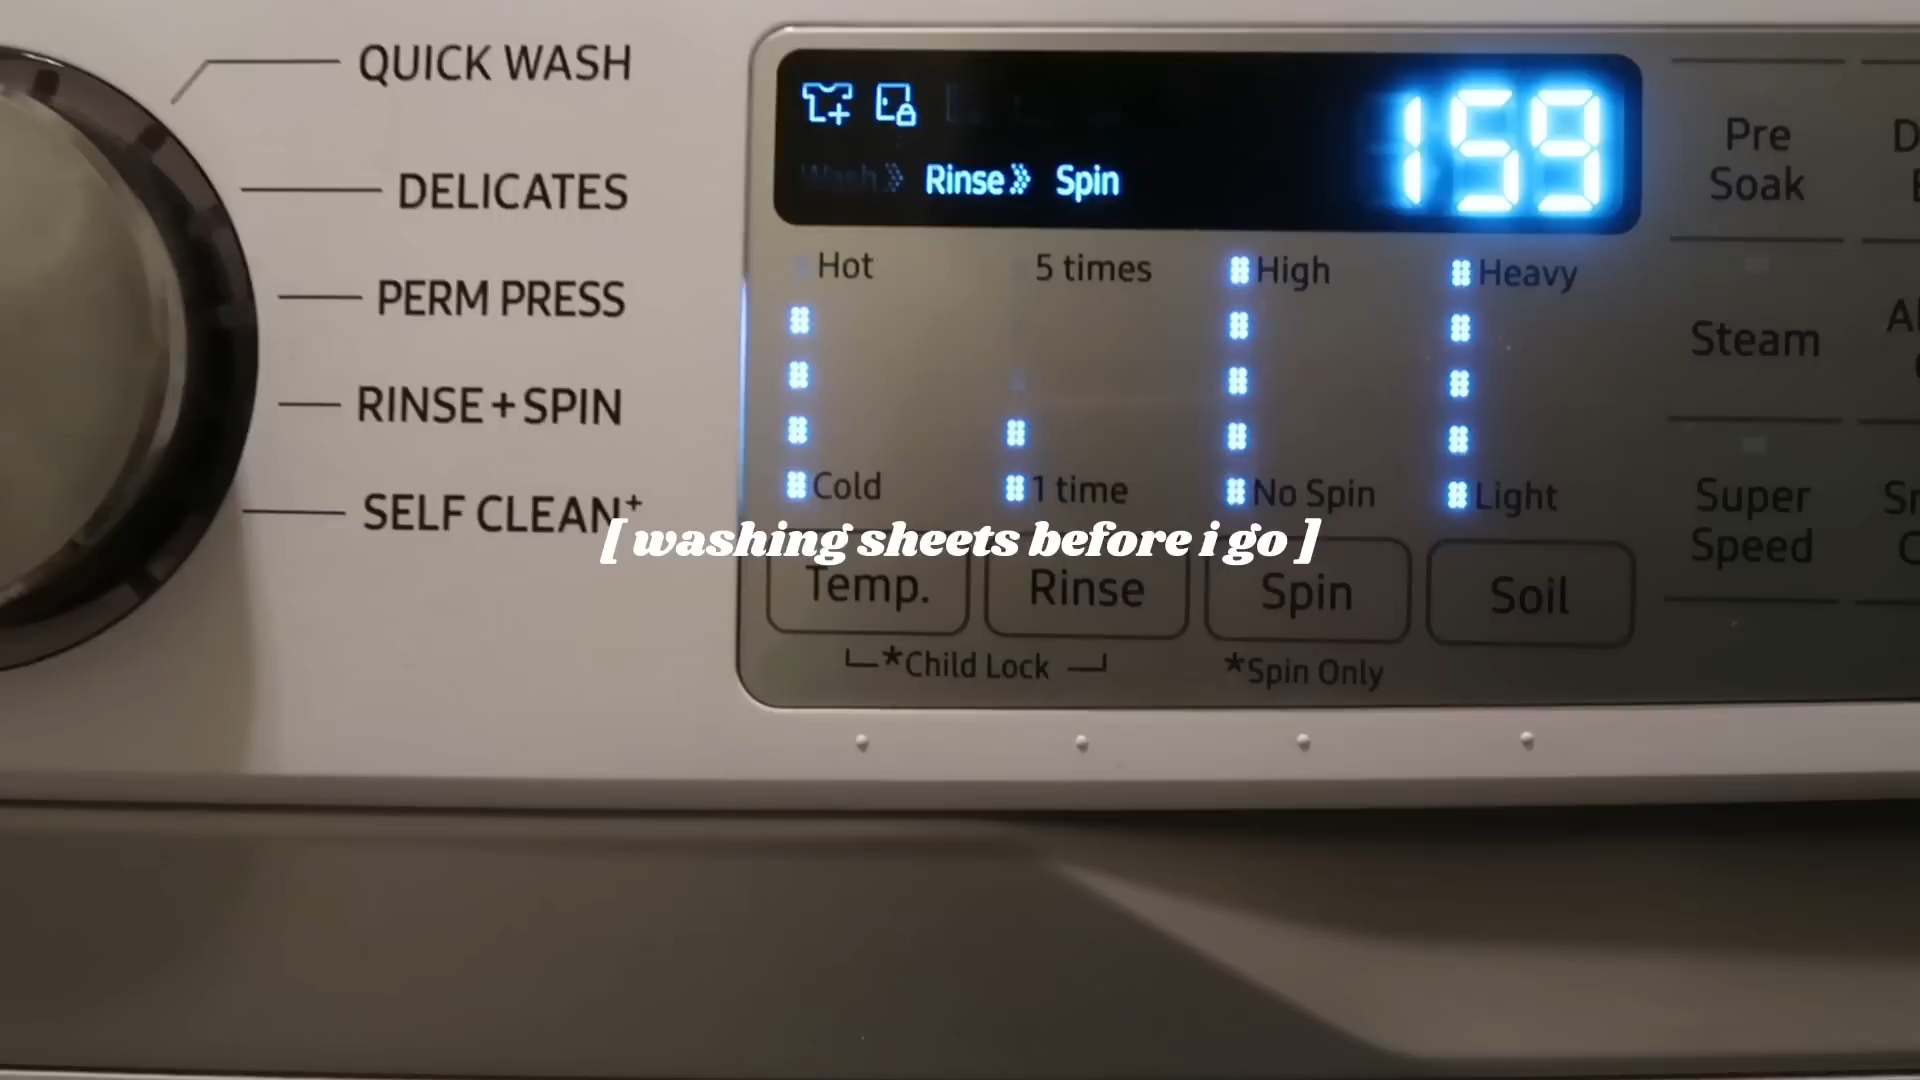 QUICK WASH
DELICATES
PERM PRESS
RINSE+SPIN
SELF CLEAN+
159
Wash Rinse Spin
Hot 5 times High Heavy
Cold 1 time No Spin Light
[ washing sheets before i go ]
Temp. Rinse Spin Soil
*Child Lock *Spin Only
Pre
Soak
Steam
Super
Speed